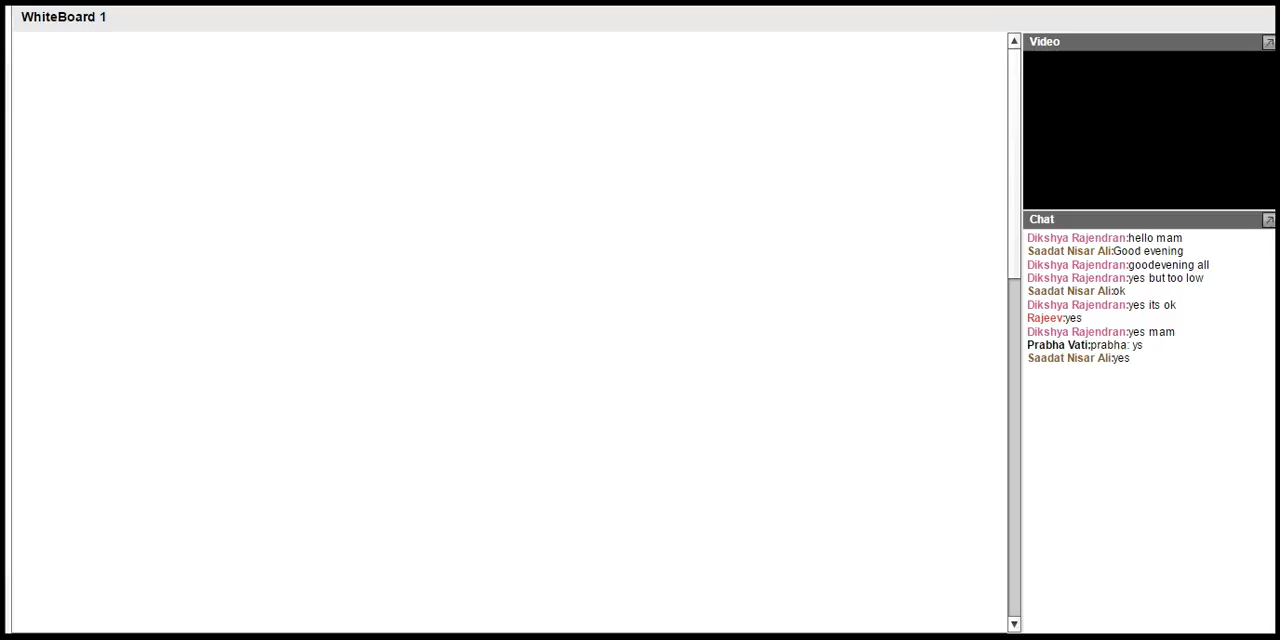 WhiteBoard 1
Video
Chat
Dikshya Rajendran:hello mam
Saadat Nisar Ali:Good evening
Dikshya Rajendran:goodevening all
Dikshya Rajendran:yes but too low
Saadat Nisar Ali:ok
Dikshya Rajendran:yes its ok
Rajeev:yes
Dikshya Rajendran:yes mam
Prabha Vati:prabha: ys
Saadat Nisar Ali:yes